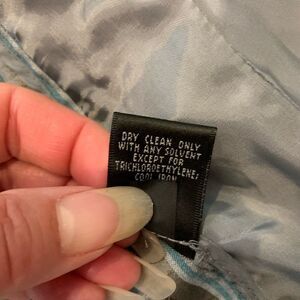 DRY CLEAN ONLY
WITH ANY SOLVENT
EXCEPT FOR
TRICHLOROETHYLENE;
COOL IRON